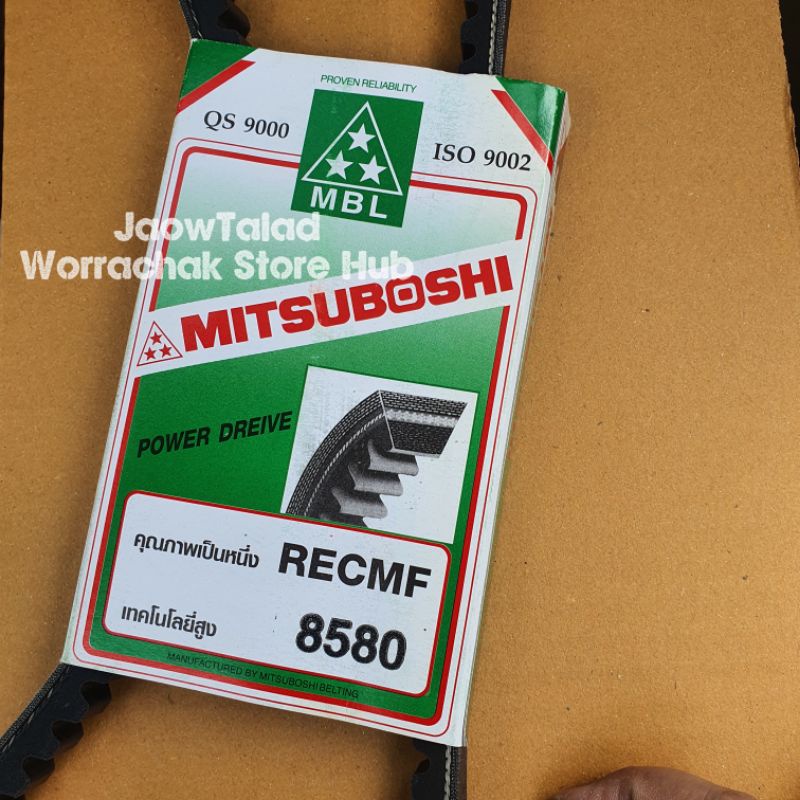 PROVEN RELIABILITY
QS 9000
ISO 9002
MBL
JaowTalad
Worrachak Store Hub
MITSUBOSHI
POWER DREIVE
คุณภาพเป็นหนึ่ง RECMF
เทคโนโลยี่สูง 8580
MANUFACTURED BY MITSUBOSHI BELTING